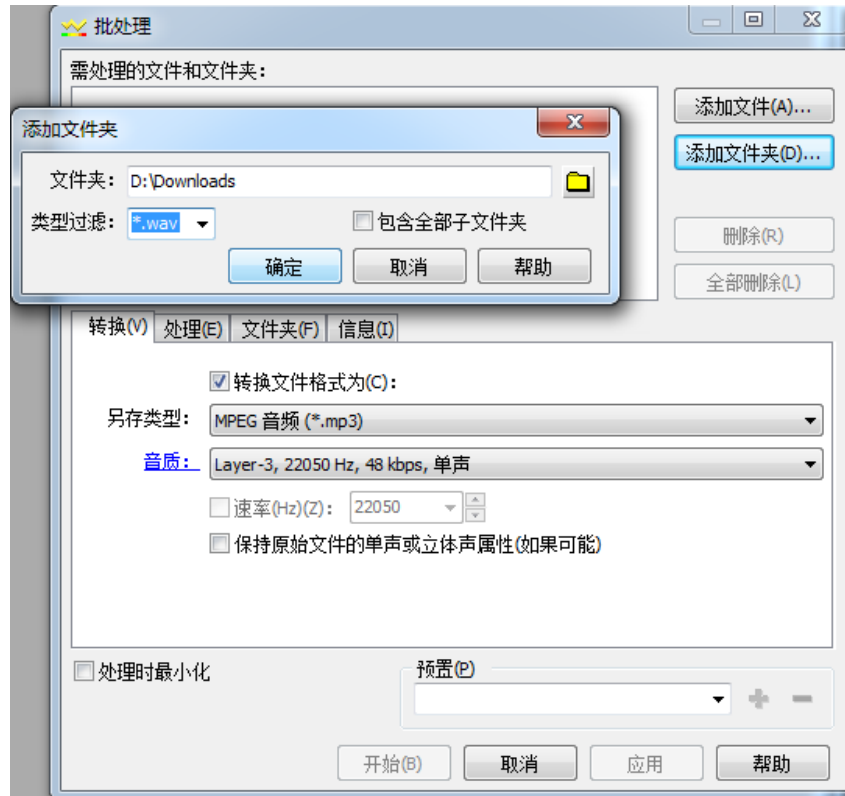 批处理
需处理的文件和文件夹：
添加文件(A)...
添加文件夹(D)...
删除(R)
全部删除(L)
添加文件夹
文件夹： D:\Downloads
类型过滤： *.wav 包含全部子文件夹
确定 取消 帮助
转换(V) 处理(E) 文件夹(F) 信息(I)
转换文件格式为(C)：
另存类型： MPEG 音频 (*.mp3)
音质： Layer-3, 22050 Hz, 48 kbps, 单声
速率(Hz)(Z)： 22050
保持原始文件的单声或立体声属性(如果可能)
处理时最小化
预置(P)
开始(B) 取消 应用 帮助